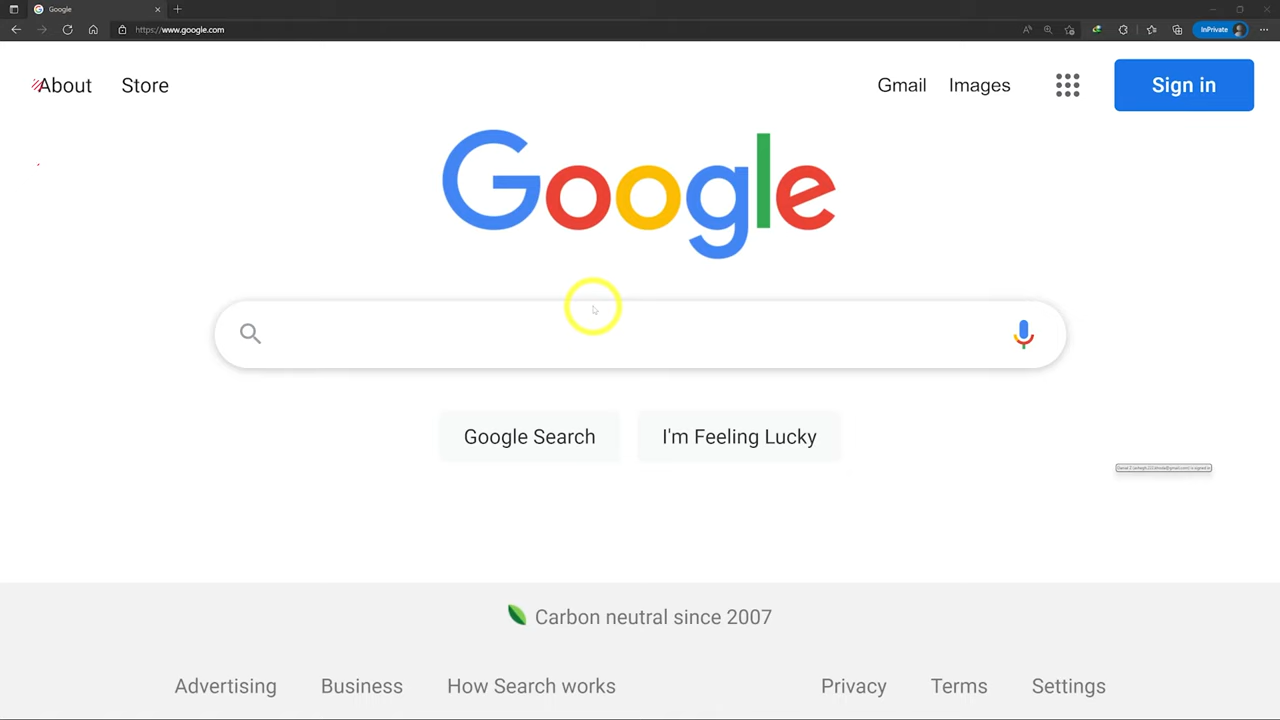 Google
https://www.google.com
InPrivate
About
Store
Gmail
Images
Sign in
Google
Google Search
I'm Feeling Lucky
Carbon neutral since 2007
Advertising
Business
How Search works
Privacy
Terms
Settings